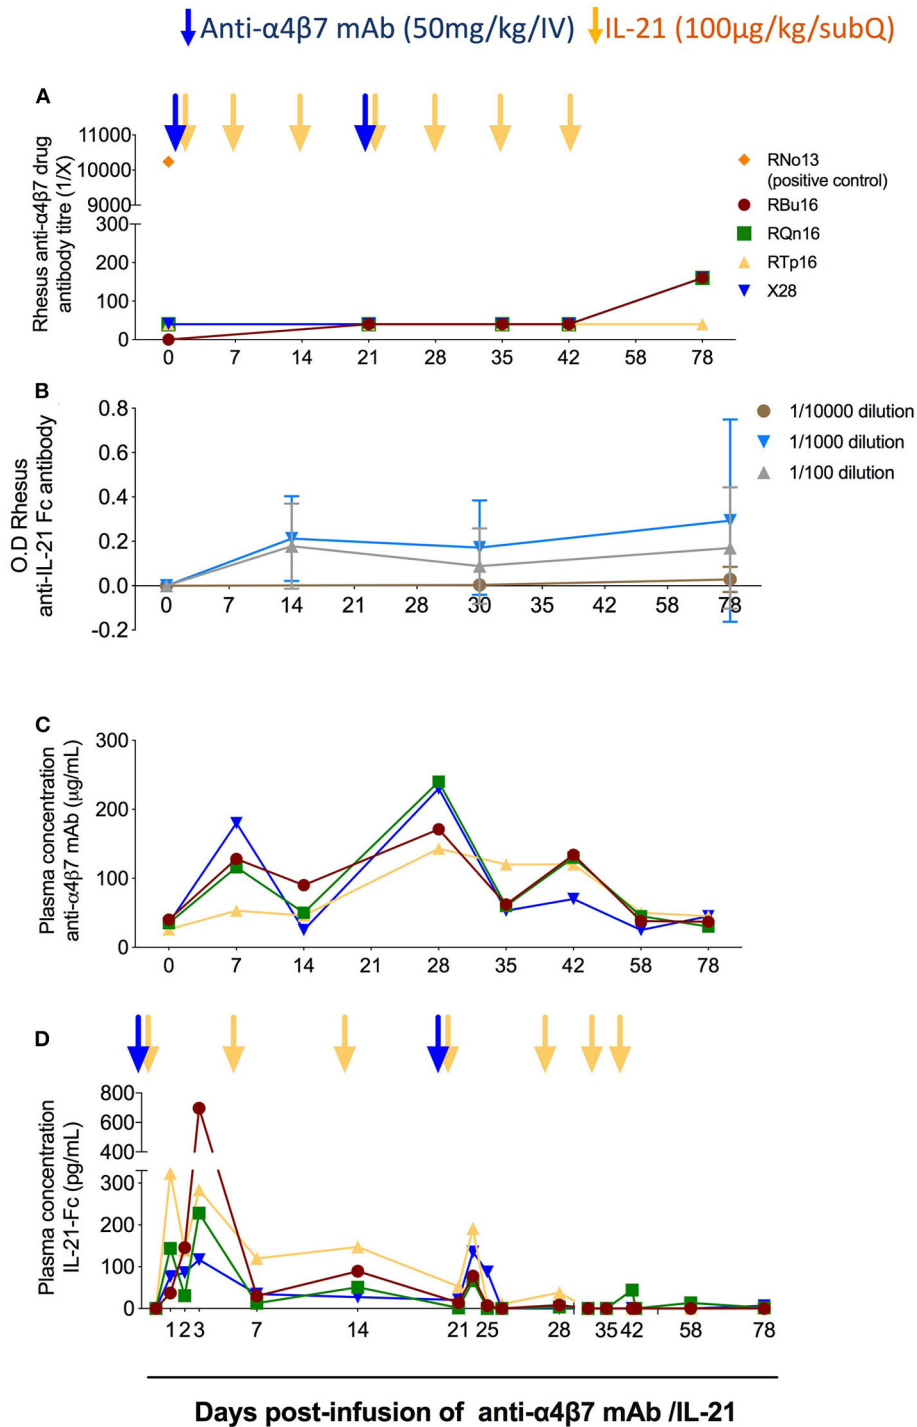 Anti-α4β7 mAb (50mg/kg/IV) IL-21 (100µg/kg/subQ)
A
Rhesus anti-α4β7 drug
antibody titre (1/X)
11000
10000
9000
300
200
100
0
0 7 14 21 28 35 42 58 78
RNo13
(positive control)
RBu16
RQn16
RTp16
X28
B
O.D Rhesus
anti-IL-21 Fc antibody
0.8
0.6
0.4
0.2
0.0
-0.2
0 7 14 21 28 30 35 42 58 78
1/10000 dilution
1/1000 dilution
1/100 dilution
C
Plasma concentration
anti-α4β7 mAb (µg/mL)
300
200
100
0
0 7 14 21 28 35 42 58 78
D
Plasma concentration
IL-21-Fc (pg/mL)
800
600
400
300
200
100
0
1 2 3 7 14 21 25 28 35 42 58 78
Days post-infusion of anti-α4β7 mAb /IL-21